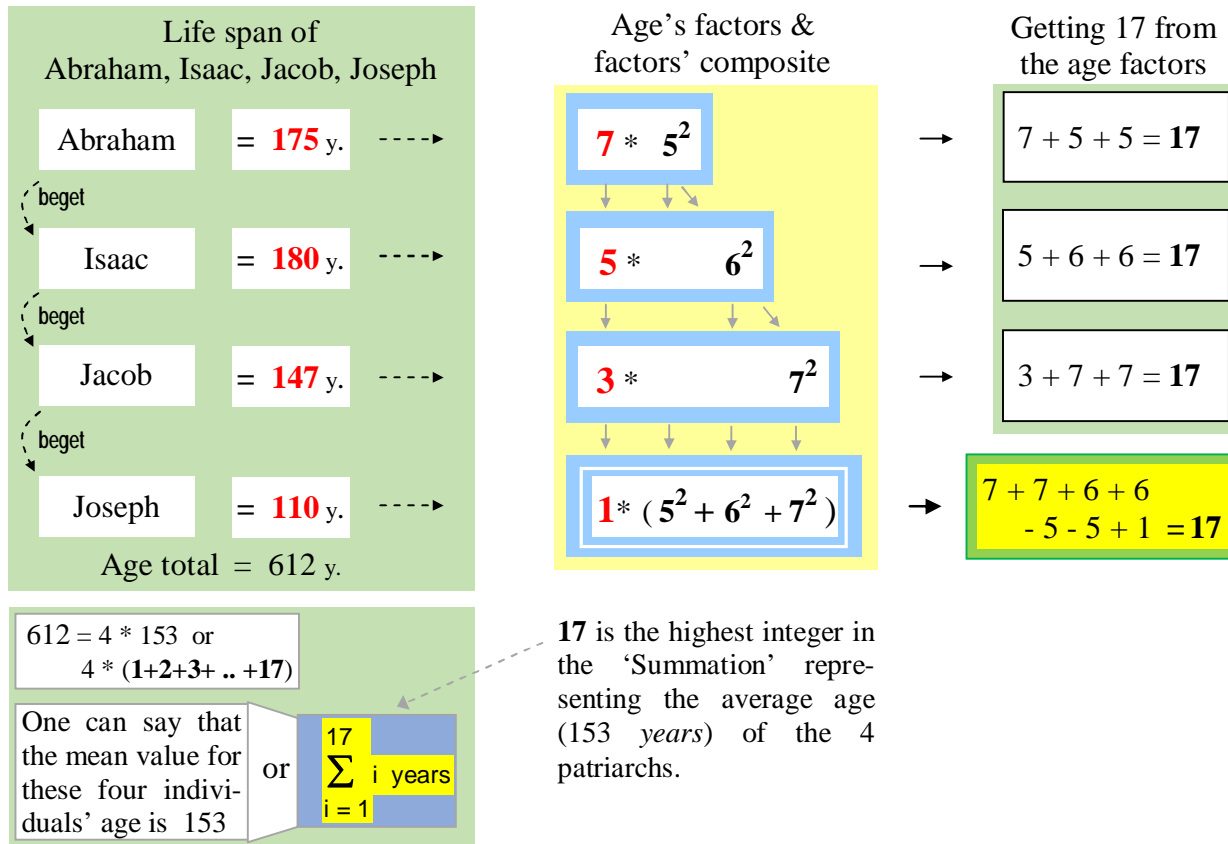 Life span of
Abraham, Isaac, Jacob, Joseph
Abraham = 175 y.
beget
Isaac = 180 y.
beget
Jacob = 147 y.
beget
Joseph = 110 y.
Age total = 612 y.
Age's factors &
factors' composite
7 * 5²
5 * 6²
3 * 7²
1* ( 5² + 6² + 7² )
Getting 17 from
the age factors
7 + 5 + 5 = 17
5 + 6 + 6 = 17
3 + 7 + 7 = 17
7 + 7 + 6 + 6
- 5 - 5 + 1 = 17
612 = 4 * 153 or
4 * (1+2+3+ .. +17)
One can say that
the mean value for
these four indivi-
duals' age is 153
or
17
Σ i years
i = 1
17 is the highest integer in
the ‘Summation’ repre-
senting the average age
(153 years) of the 4
patriarchs.